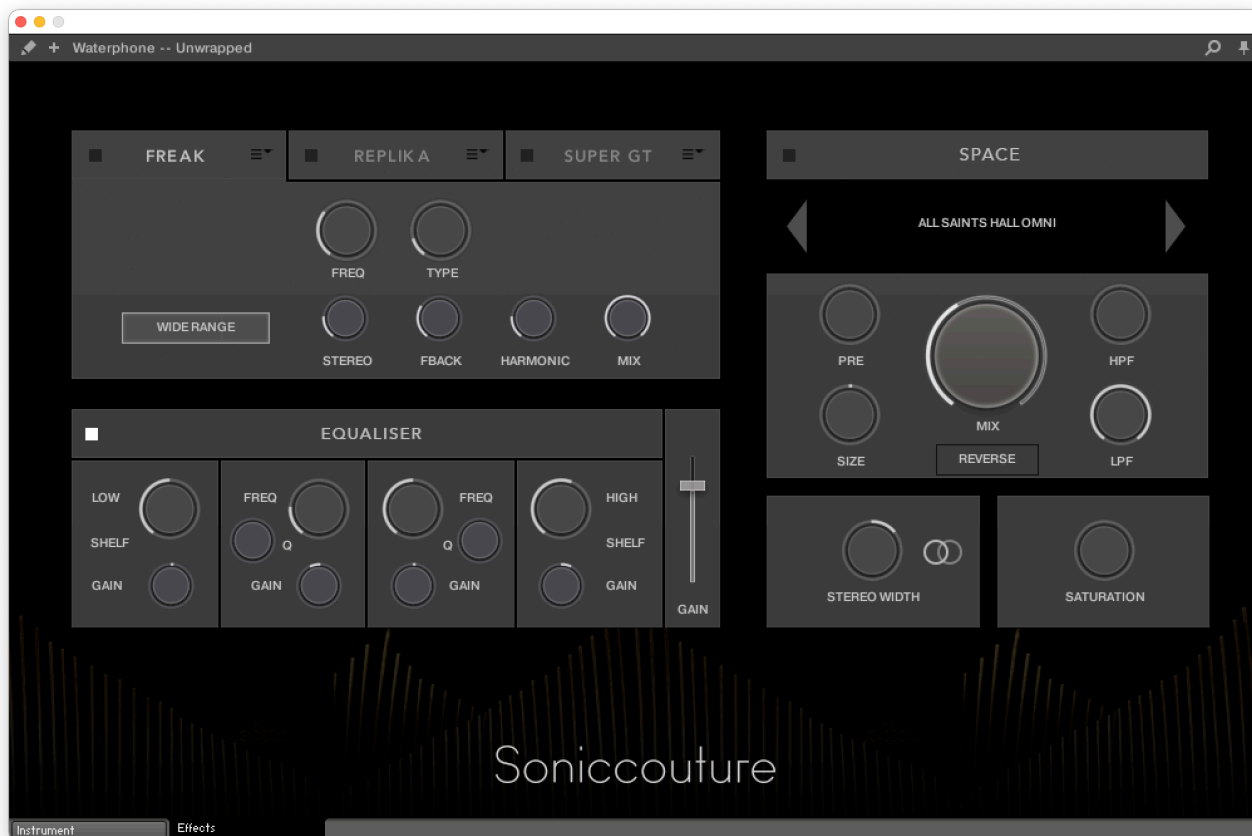 Waterphone -- Unwrapped
FREAK
REPLIKA
SUPER GT
FREQ
TYPE
WIDE RANGE
STEREO
FBACK
HARMONIC
MIX
EQUALISER
LOW
SHELF
GAIN
FREQ
Q
GAIN
FREQ
Q
GAIN
HIGH
SHELF
GAIN
GAIN
SPACE
ALL SAINTS HALL OMNI
PRE
HPF
MIX
SIZE
REVERSE
LPF
STEREO WIDTH
SATURATION
Soniccouture
Instrument
Effects